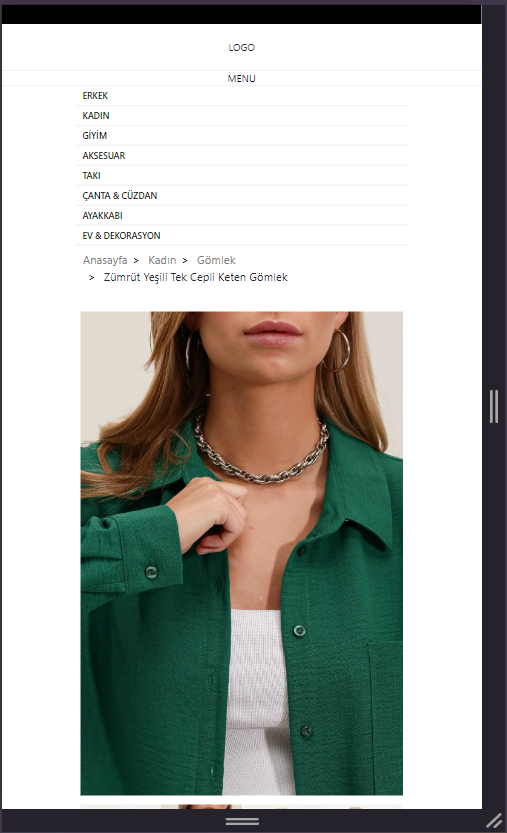 LOGO
MENU
ERKEK
KADIN
GİYİM
AKSESUAR
TAKI
ÇANTA & CÜZDAN
AYAKKABI
EV & DEKORASYON
Anasayfa > Kadın > Gömlek
> Zümrüt Yeşili Tek Cepli Keten Gömlek